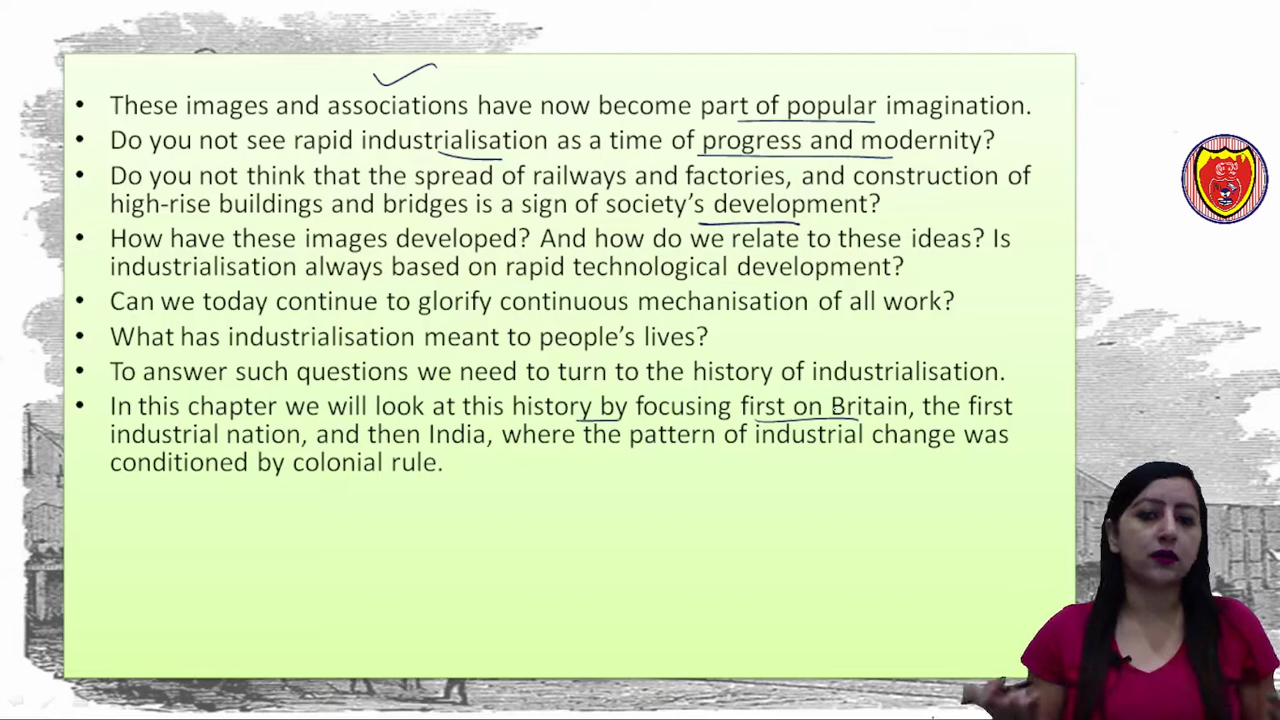 • These images and associations have now become part of popular imagination.
• Do you not see rapid industrialisation as a time of progress and modernity?
• Do you not think that the spread of railways and factories, and construction of
high-rise buildings and bridges is a sign of society’s development?
• How have these images developed? And how do we relate to these ideas? Is
industrialisation always based on rapid technological development?
• Can we today continue to glorify continuous mechanisation of all work?
• What has industrialisation meant to people’s lives?
• To answer such questions we need to turn to the history of industrialisation.
• In this chapter we will look at this history by focusing first on Britain, the first
industrial nation, and then India, where the pattern of industrial change was
conditioned by colonial rule.